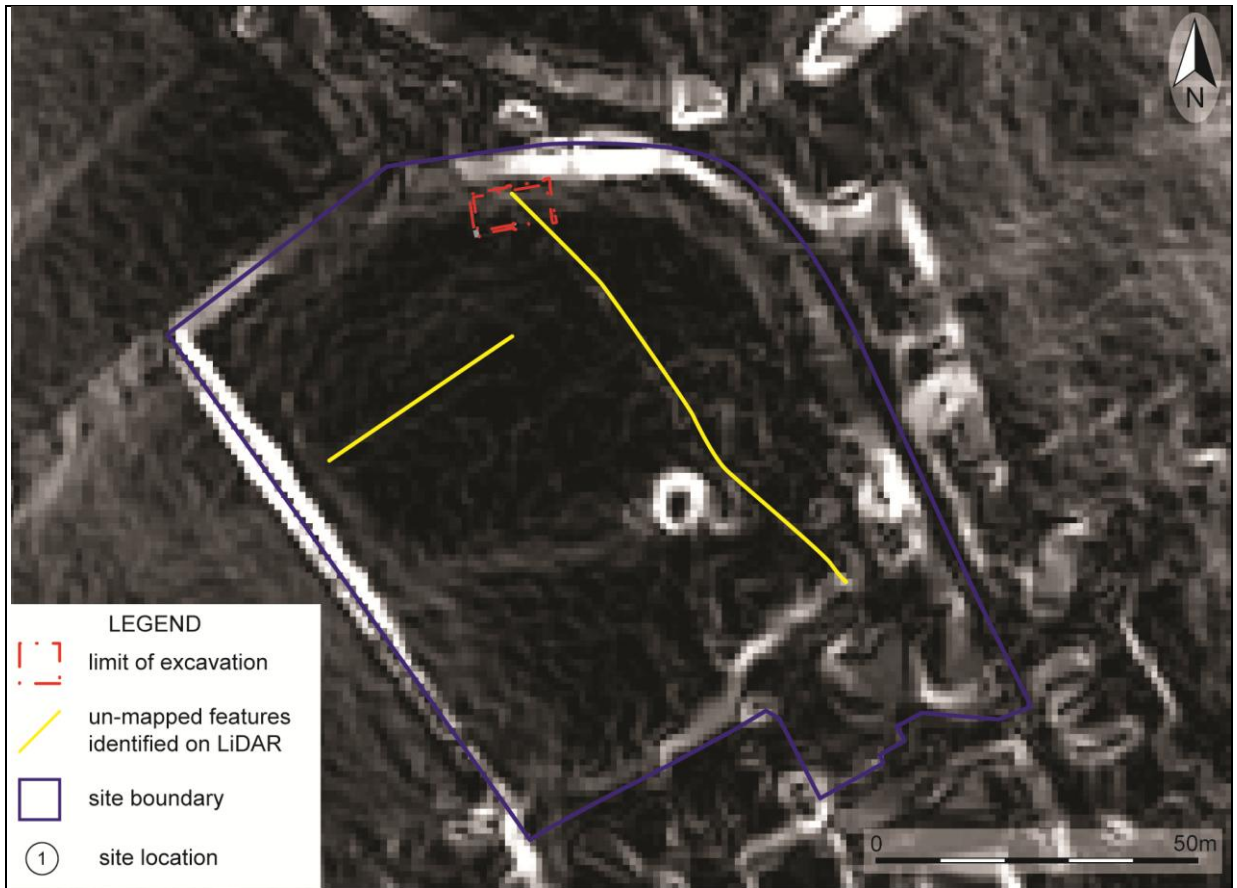 N
LEGEND
limit of excavation
un-mapped features
identified on LiDAR
site boundary
1 site location
0 50m